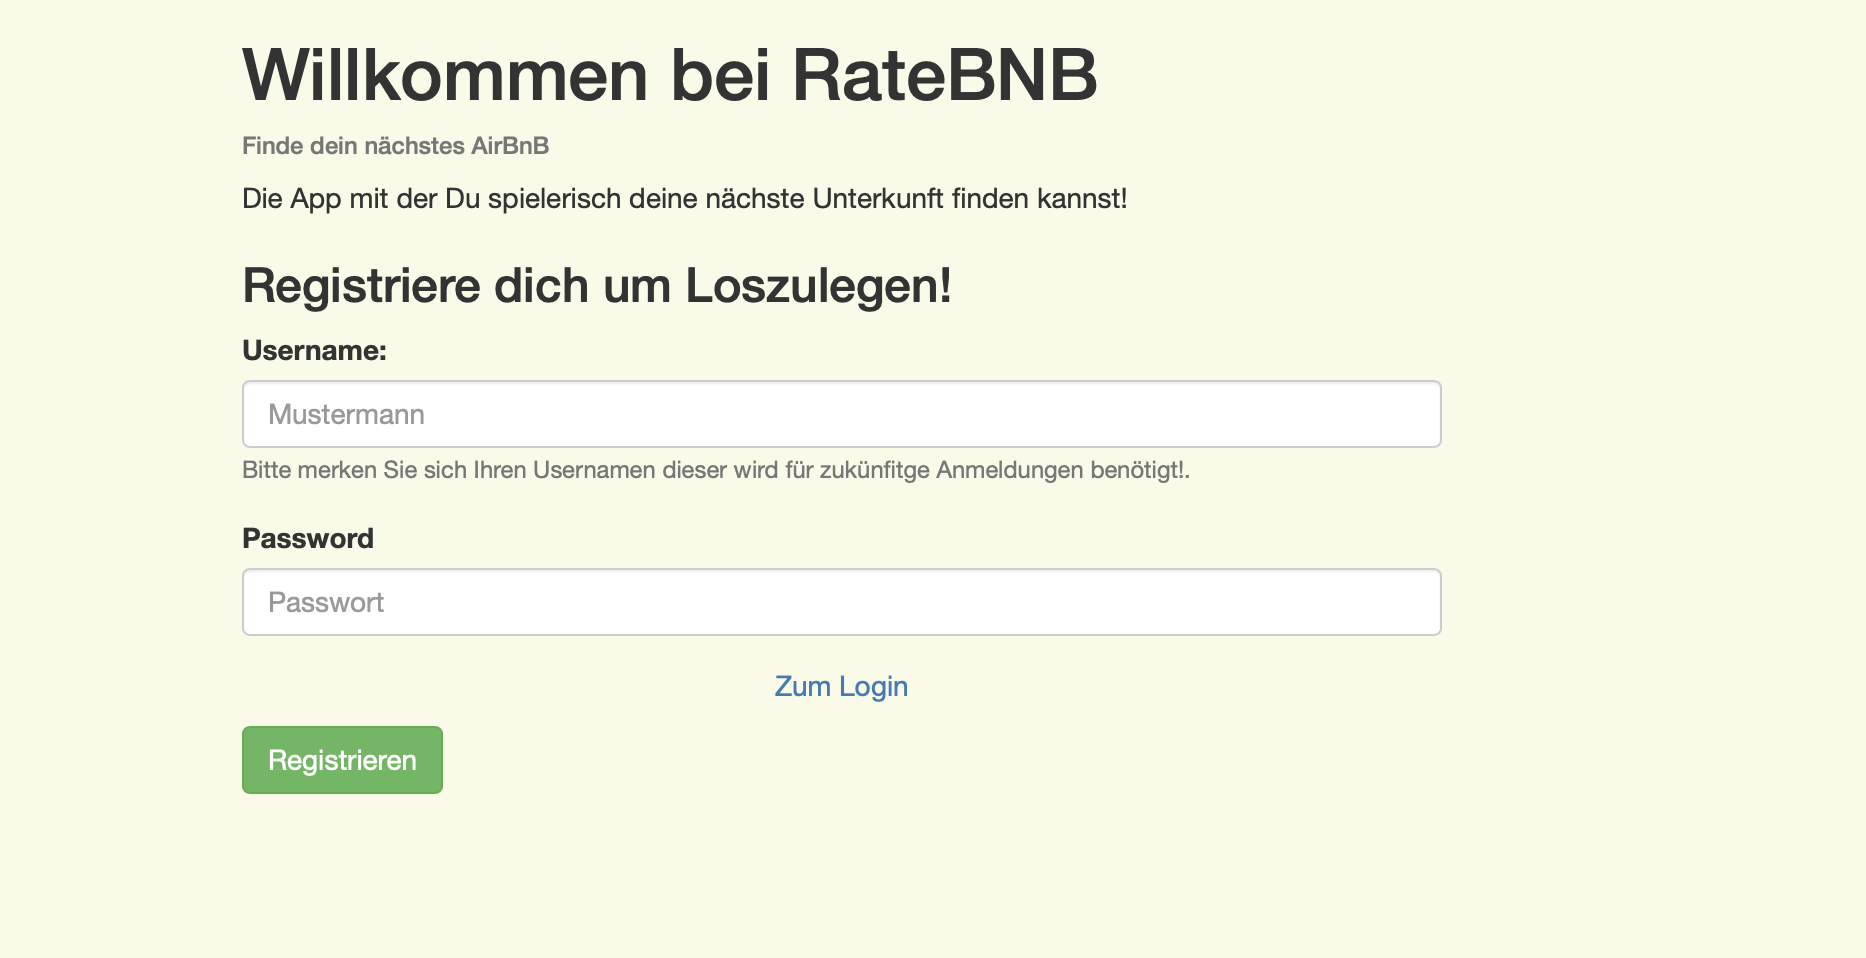 Willkommen bei RateBNB
Finde dein nächstes AirBnB
Die App mit der Du spielerisch deine nächste Unterkunft finden kannst!
Registriere dich um Loszulegen!
Username:
Mustermann
Bitte merken Sie sich Ihren Usernamen dieser wird für zukünfitge Anmeldungen benötigt!.
Password
Passwort
Zum Login
Registrieren